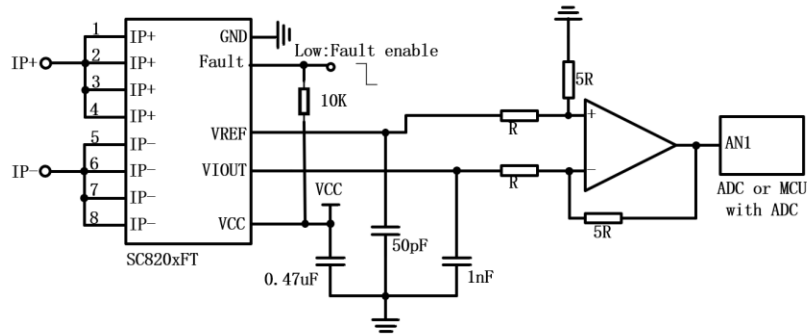 1 IP+ GND
IP+ 2 IP+ Fault Low:Fault enable
3 IP+ 5R
4 IP+ 10K
5 IP- VREF R + AN1
IP- 6 IP- VIOUT R -
7 IP- VCC ADC or MCU
with ADC
8 IP- VCC 5R
SC820xFT 0.47uF 50pF 1nF